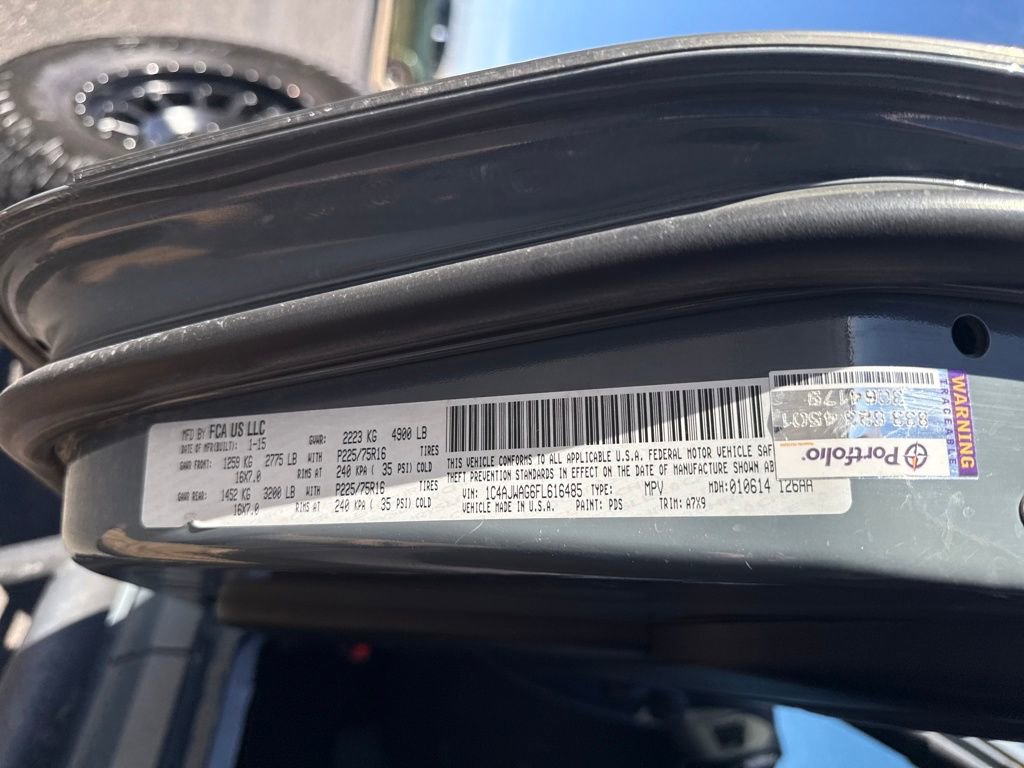 MFD BY FCA US LLC
DATE OF MFR(BUILT): 1-15
GVWR: 2223 KG 4900 LB
GAWR FRONT: 1259 KG 2775 LB WITH P225/75R16 TIRES
16X7.0 RIMS AT 240 KPA ( 35 PSI) COLD
GAWR REAR: 1452 KG 3200 LB WITH P225/75R16 TIRES
16X7.0 RIMS AT 240 KPA ( 35 PSI) COLD
THIS VEHICLE CONFORMS TO ALL APPLICABLE U.S.A. FEDERAL MOTOR VEHICLE SAF
THEFT PREVENTION STANDARDS IN EFFECT ON THE DATE OF MANUFACTURE SHOWN AB
VIN: 1C4AJWAG6FL616485 TYPE: MPV MDH:010614 126AA
VEHICLE MADE IN U.S.A. PAINT: PDS TRIM: A7X9
WARNING
TRACEABLE
Portfolio